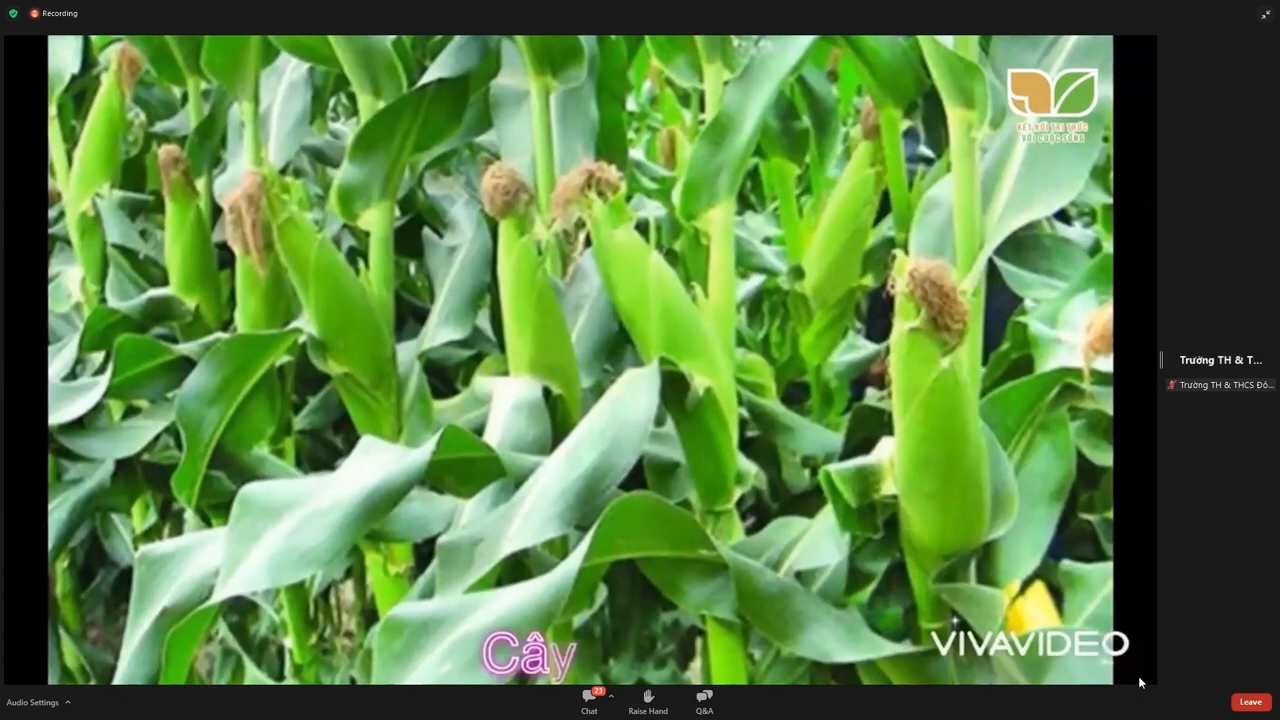 Recording
KẾT NỐI TRI THỨC
VỚI CUỘC SỐNG
Trường TH & T...
Trường TH & THCS Đô...
Cây
VIVAVIDEO
Audio Settings
23
Chat
Raise Hand
Q&A
Leave